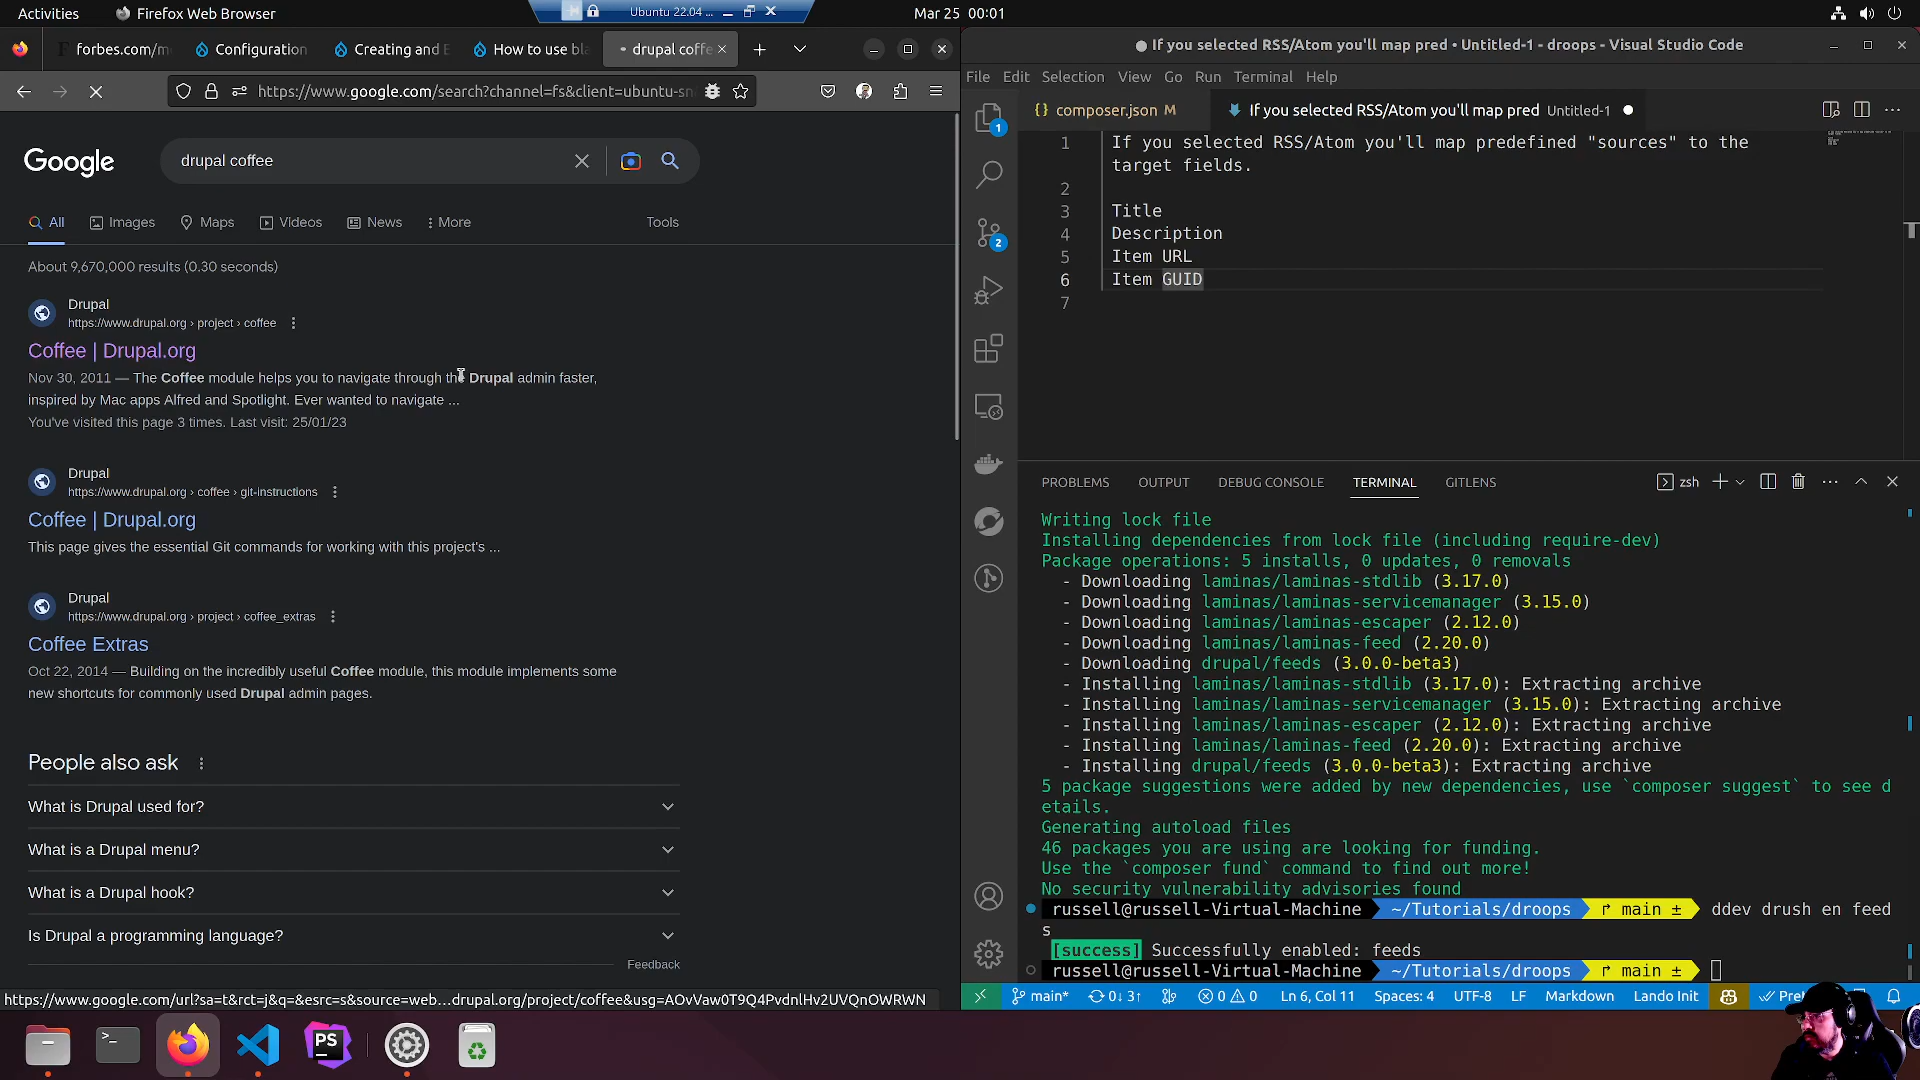 Activities
Firefox Web Browser
Ubuntu 22.04 ...
Mar 25 00:01
forbes.com/m
Configuration
Creating and E
How to use bla
drupal coffe
If you selected RSS/Atom you'll map pred • Untitled-1 - droops - Visual Studio Code
File Edit Selection View Go Run Terminal Help
https://www.google.com/search?channel=fs&client=ubuntu-sn
composer.json M
If you selected RSS/Atom you'll map pred Untitled-1
Google
drupal coffee
All
Images
Maps
Videos
News
More
Tools
About 9,670,000 results (0.30 seconds)
Drupal
https://www.drupal.org › project › coffee
Coffee | Drupal.org
Nov 30, 2011 — The Coffee module helps you to navigate through the Drupal admin faster,
inspired by Mac apps Alfred and Spotlight. Ever wanted to navigate ...
You've visited this page 3 times. Last visit: 25/01/23
Drupal
https://www.drupal.org › coffee › git-instructions
Coffee | Drupal.org
This page gives the essential Git commands for working with this project's ...
Drupal
https://www.drupal.org › project › coffee_extras
Coffee Extras
Oct 22, 2014 — Building on the incredibly useful Coffee module, this module implements some
new shortcuts for commonly used Drupal admin pages.
People also ask
What is Drupal used for?
What is a Drupal menu?
What is a Drupal hook?
Is Drupal a programming language?
Feedback
https://www.google.com/url?sa=t&rct=j&q=&esrc=s&source=web...drupal.org/project/coffee&usg=AOvVaw0T9Q4PvdnlHv2UVQnOWRWN
1 If you selected RSS/Atom you'll map predefined "sources" to the
target fields.
2
3 Title
4 Description
5 Item URL
6 Item GUID
7
1
2
PROBLEMS OUTPUT DEBUG CONSOLE TERMINAL GITLENS
zsh
Writing lock file
Installing dependencies from lock file (including require-dev)
Package operations: 5 installs, 0 updates, 0 removals
- Downloading laminas/laminas-stdlib (3.17.0)
- Downloading laminas/laminas-servicemanager (3.15.0)
- Downloading laminas/laminas-escaper (2.12.0)
- Downloading laminas/laminas-feed (2.20.0)
- Downloading drupal/feeds (3.0.0-beta3)
- Installing laminas/laminas-stdlib (3.17.0): Extracting archive
- Installing laminas/laminas-servicemanager (3.15.0): Extracting archive
- Installing laminas/laminas-escaper (2.12.0): Extracting archive
- Installing laminas/laminas-feed (2.20.0): Extracting archive
- Installing drupal/feeds (3.0.0-beta3): Extracting archive
5 package suggestions were added by new dependencies, use `composer suggest` to see d
etails.
Generating autoload files
46 packages you are using are looking for funding.
Use the `composer fund` command to find out more!
No security vulnerability advisories found
russell@russell-Virtual-Machine ~/Tutorials/droops main ± ddev drush en feed
s
[success] Successfully enabled: feeds
russell@russell-Virtual-Machine ~/Tutorials/droops main ±
main* 0↓ 3↑ 0 0 Ln 6, Col 11 Spaces: 4 UTF-8 LF Markdown Lando Init
PS